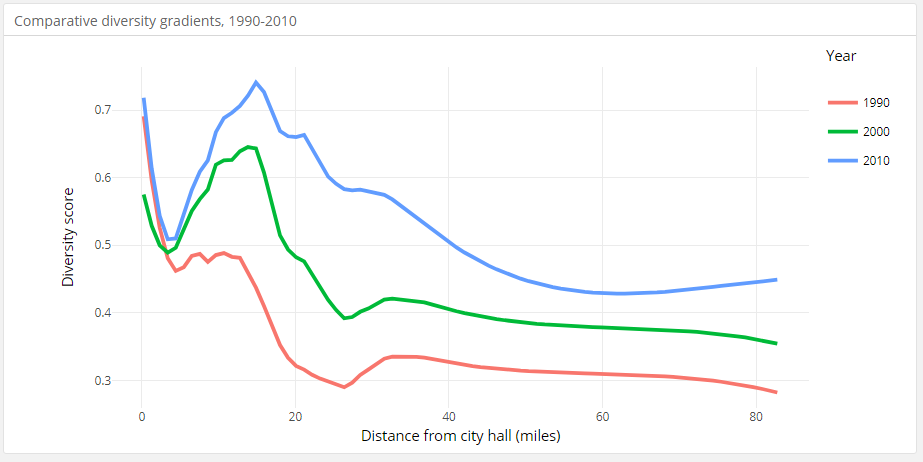 Comparative diversity gradients, 1990-2010
Year
1990
2000
2010
0.7
0.6
0.5
0.4
0.3
Diversity score
0 20 40 60 80
Distance from city hall (miles)